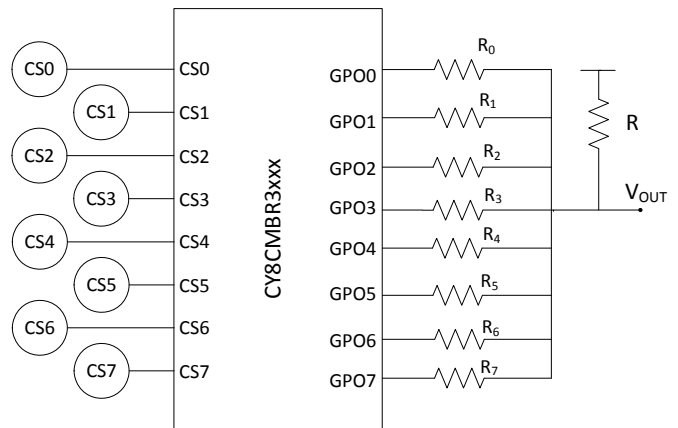 CS0
CS1
CS2
CS3
CS4
CS5
CS6
CS7
CS0
CS1
CS2
CS3
CS4
CS5
CS6
CS7
CY8CMBR3xxx
GPO0
GPO1
GPO2
GPO3
GPO4
GPO5
GPO6
GPO7
R0
R1
R2
R3
R4
R5
R6
R7
R
VOUT